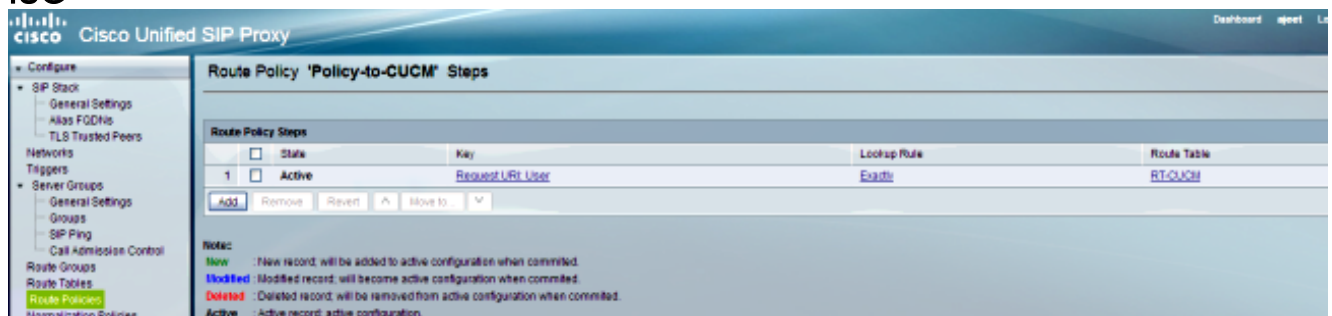 cisco Cisco Unified SIP Proxy
Dashboard ajeet
Configure
SIP Stack
General Settings
Alias FQDNs
TLS Trusted Peers
Networks
Triggers
Server Groups
General Settings
Groups
SIP Ping
Call Admission Control
Route Groups
Route Tables
Route Policies
Normalization Policies
Route Policy 'Policy-to-CUCM' Steps
Route Policy Steps
State Key Lookup Rule Route Table
1 Active Request URI: User Exactly RT-CUCM
Add Remove Revert Move to...
Note:
New : New record; will be added to active configuration when commited.
Modified : Modified record; will become active configuration when commited.
Deleted : Deleted record; will be removed from active configuration when commited.
Active : Active record; active configuration.